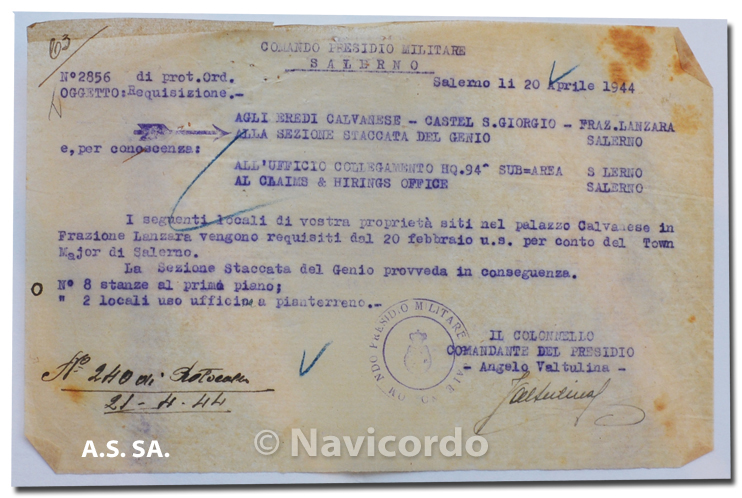 63
COMANDO PRESIDIO MILITARE
SALERNO
N°2856 di prot.Ord.
Salerno li 20 Aprile 1944
OGGETTO:Requisizione.-
AGLI EREDI CALVANESE - CASTEL S.GIORGIO - FRAZ.LANZARA
ALLA SEZIONE STACCATA DEL GENIO SALERNO
e,per conoscenza:
ALL'UFFICIO COLLEGAMENTO HQ.94^ SUB=AREA S LERNO
AL CLAIMS & HIRINGS OFFICE SALERNO
I seguenti locali di vostra proprietà siti nel palazzo Calvanese in
Frazione Lanzara vengono requisiti dal 20 febbraio u.s. per conto del Town
Major di Salerno.
La Sezione Staccata del Genio provveda in conseguenza.
N° 8 stanze al primo piano;
" 2 locali uso ufficio a pianterreno.-
IL COLONNELLO
COMANDANTE DEL PRESIDIO
- Angelo Valtulina -
Valtulina
COMANDO PRESIDIO MILITARE
N° 240 di Protocollo
21-4-44
A.S. SA.
© Navicordo